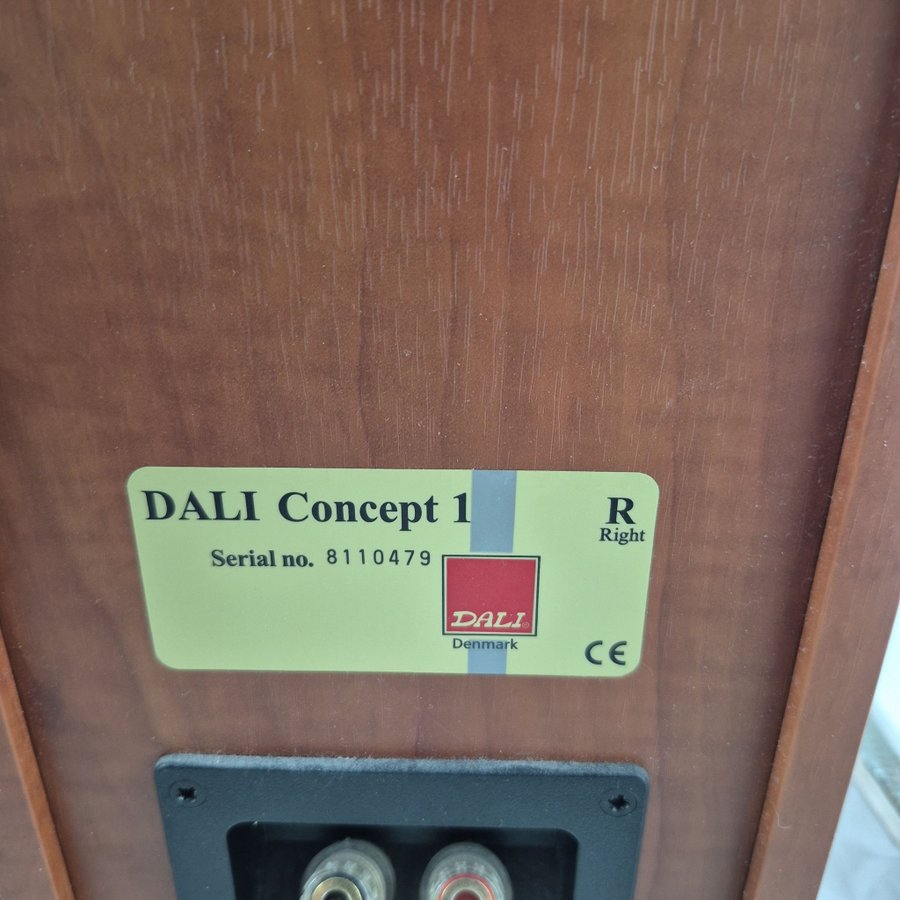 DALI Concept 1
R
Right
Serial no. 8110479
DALI®
Denmark
CE